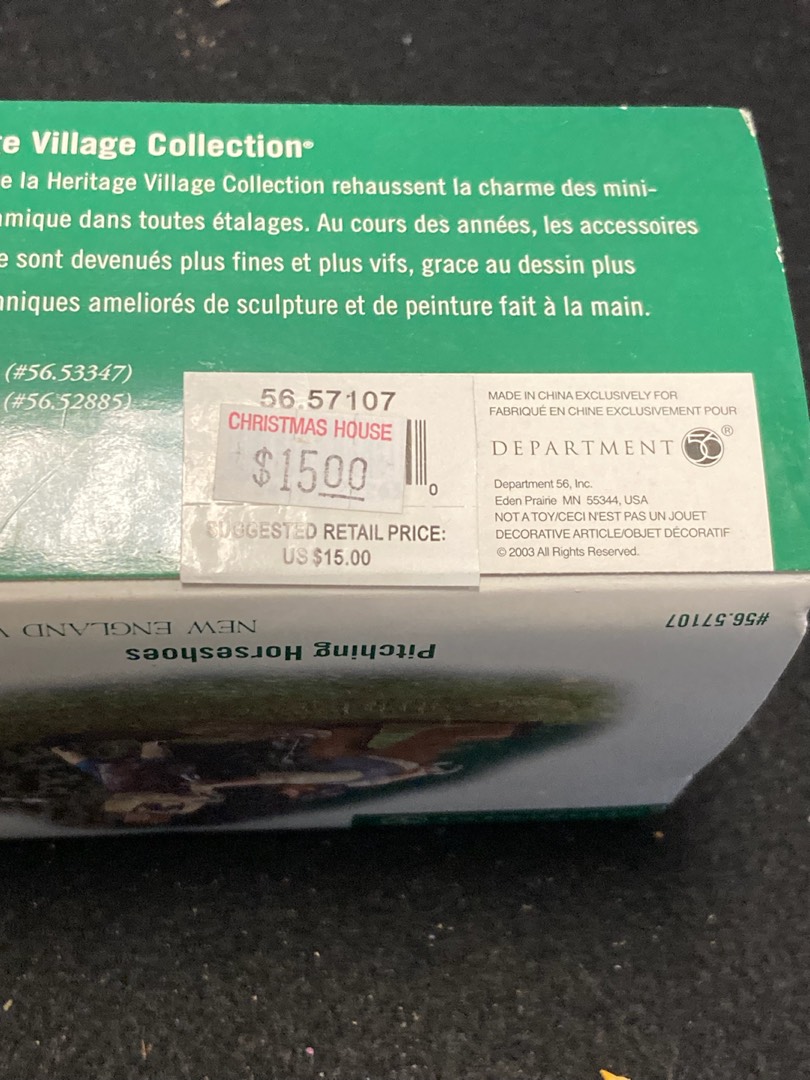 e Village Collection®
e la Heritage Village Collection rehaussent la charme des mini-
mique dans toutes étalages. Au cours des années, les accessoires
e sont devenués plus fines et plus vifs, grace au dessin plus
niques ameliorés de sculpture et de peinture fait à la main.
(#56.53347)
(#56.52885)
56.57107
CHRISTMAS HOUSE
$1500
0
SUGGESTED RETAIL PRICE:
US $15.00
MADE IN CHINA EXCLUSIVELY FOR
FABRIQUÉ EN CHINE EXCLUSIVEMENT POUR
DEPARTMENT 56®
Department 56, Inc.
Eden Prairie MN 55344, USA
NOT A TOY/CECI N'EST PAS UN JOUET
DECORATIVE ARTICLE/OBJET DÉCORATIF
© 2003 All Rights Reserved.
#56.57107
NEW ENGLAND V
Pitching Horseshoes